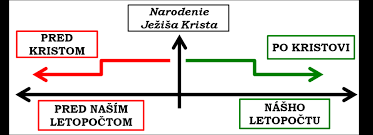 Narodenie
Ježiša Krista
PRED
KRISTOM
PO KRISTOVI
PRED NAŠÍM
LETOPOČTOM
NÁŠHO
LETOPOČTU